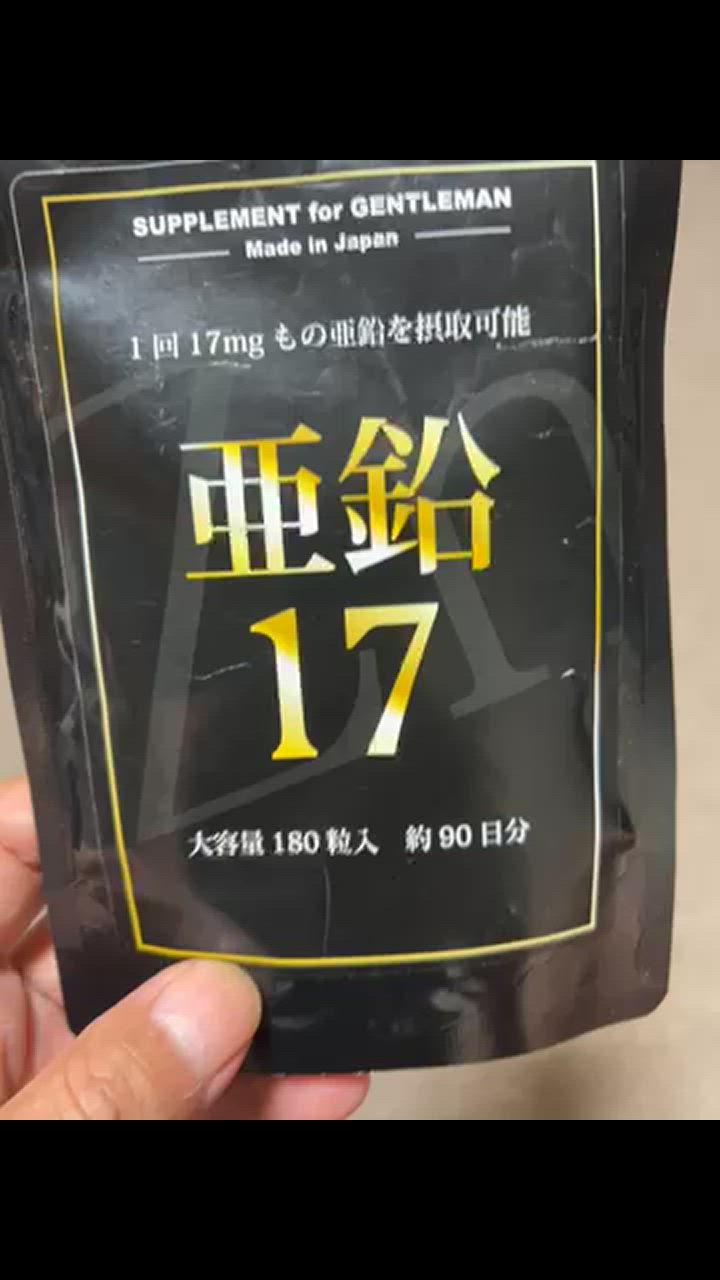 SUPPLEMENT for GENTLEMAN
Made in Japan
1回17mgもの亜鉛を摂取可能
Zn
亜鉛
17
大容量180粒入 約90日分